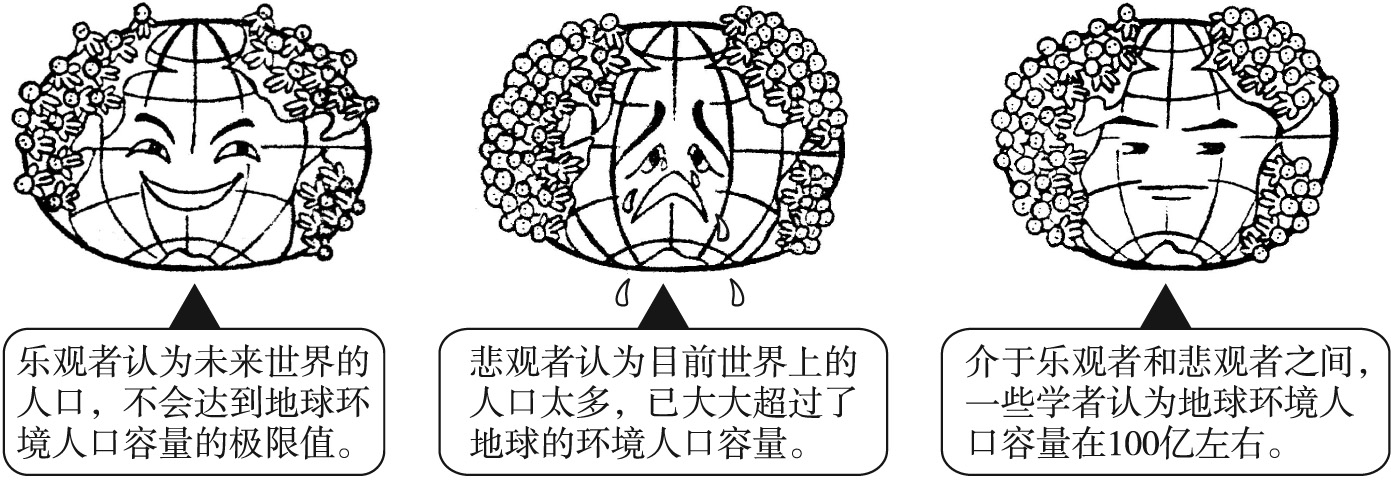 乐观者认为未来世界的
人口，不会达到地球环
境人口容量的极限值。
悲观者认为目前世界上的
人口太多，已大大超过了
地球的环境人口容量。
介于乐观者和悲观者之间，
一些学者认为地球环境人
口容量在100亿左右。